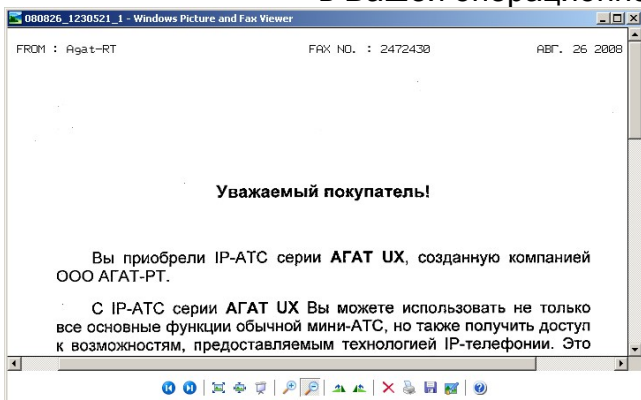 в Вашей операционно
080826_1230521_1 - Windows Picture and Fax Viewer
FROM : Agat-RT FAX NO. : 2472430 АВГ. 26 2008
Уважаемый покупатель!
Вы приобрели IP-АТС серии АГАТ UX, созданную компанией
ООО АГАТ-РТ.
С IP-АТС серии АГАТ UX Вы можете использовать не только
все основные функции обычной мини-АТС, но также получить доступ
к возможностям, предоставляемым технологией IP-телефонии. Это